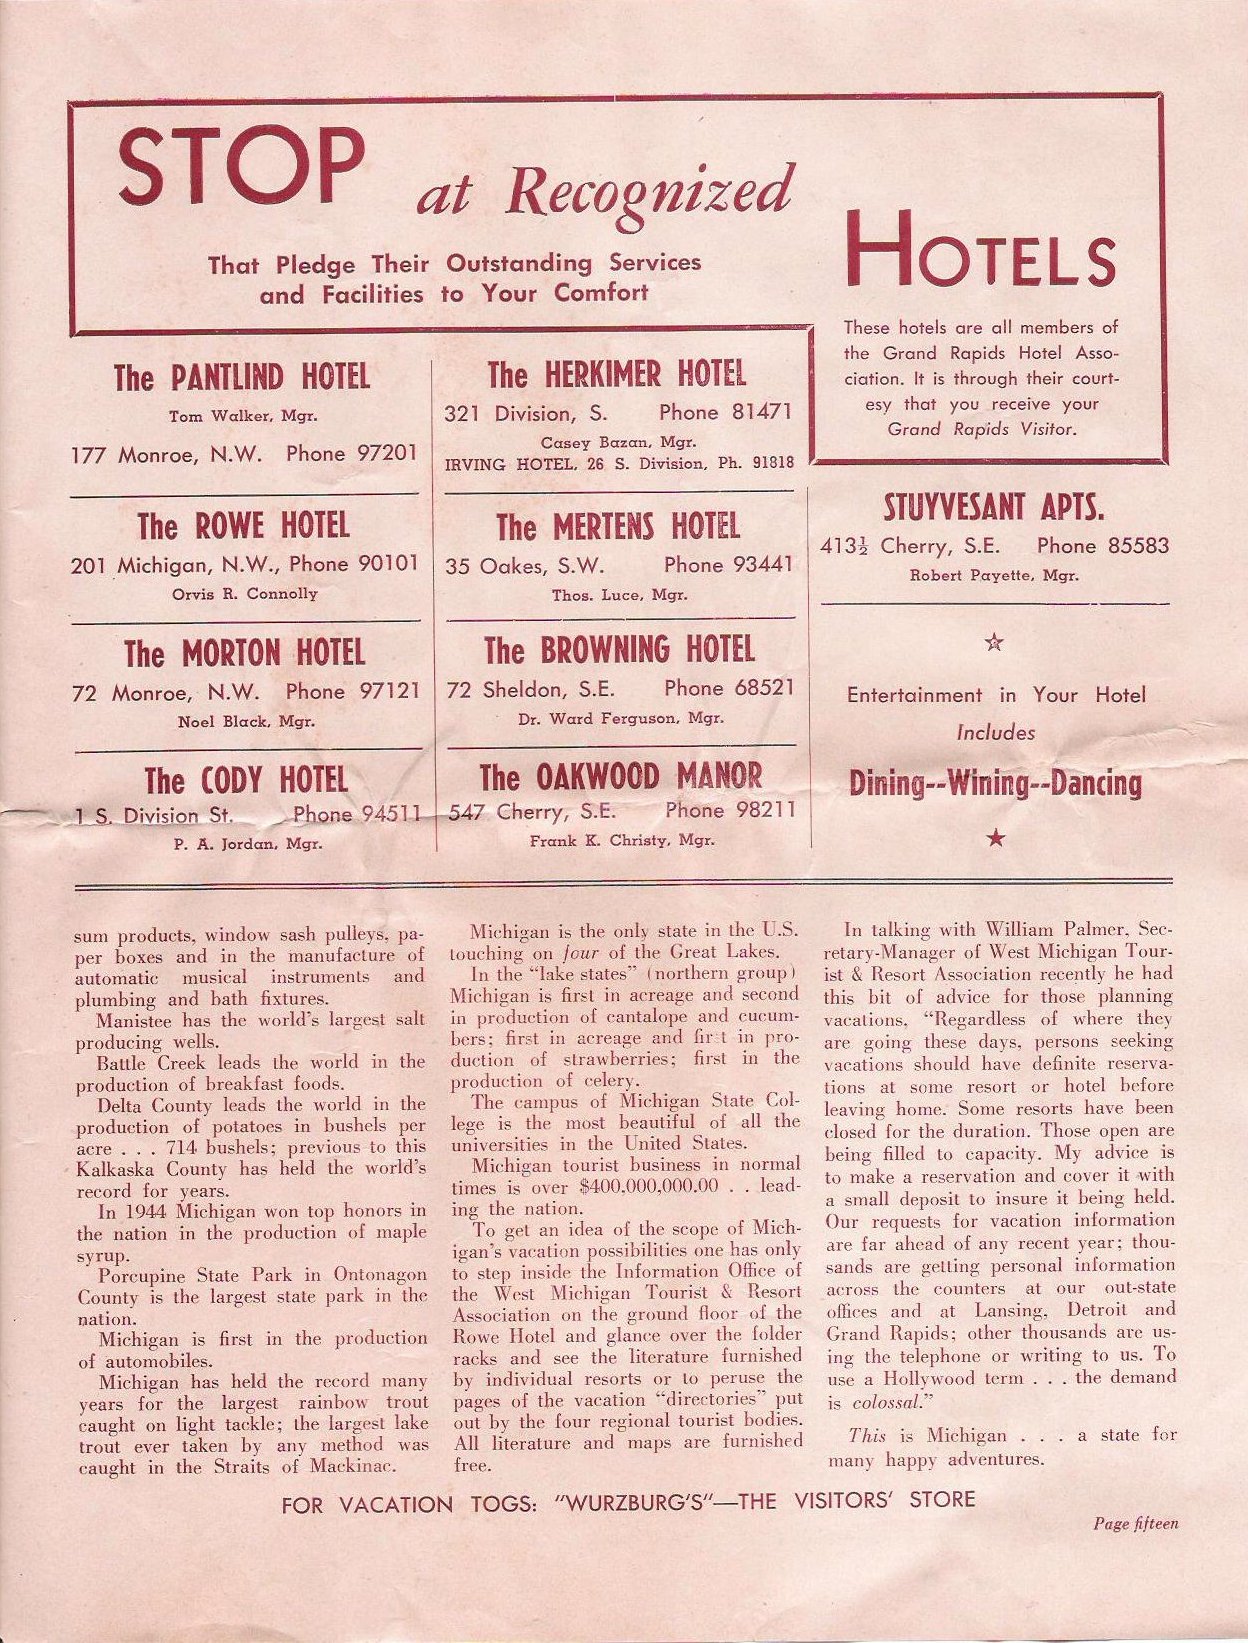 STOP at Recognized
HOTELS
That Pledge Their Outstanding Services
and Facilities to Your Comfort
These hotels are all members of
the Grand Rapids Hotel Asso-
ciation. It is through their court-
esy that you receive your
Grand Rapids Visitor.
The PANTLIND HOTEL
Tom Walker, Mgr.
177 Monroe, N.W. Phone 97201
The ROWE HOTEL
201 Michigan, N.W., Phone 90101
Orvis R. Connolly
The MORTON HOTEL
72 Monroe, N.W. Phone 97121
Noel Black, Mgr.
The CODY HOTEL
1 S. Division St. Phone 94511
P. A. Jordan, Mgr.
The HERKIMER HOTEL
321 Division, S. Phone 81471
Casey Bazan, Mgr.
IRVING HOTEL, 26 S. Division, Ph. 91818
The MERTENS HOTEL
35 Oakes, S.W. Phone 93441
Thos. Luce, Mgr.
The BROWNING HOTEL
72 Sheldon, S.E. Phone 68521
Dr. Ward Ferguson, Mgr.
The OAKWOOD MANOR
547 Cherry, S.E. Phone 98211
Frank K. Christy, Mgr.
STUYVESANT APTS.
413½ Cherry, S.E. Phone 85583
Robert Payette, Mgr.
Entertainment in Your Hotel
Includes
Dining--Wining--Dancing
sum products, window sash pulleys, pa-
per boxes and in the manufacture of
automatic musical instruments and
plumbing and bath fixtures.
Manistee has the world's largest salt
producing wells.
Battle Creek leads the world in the
production of breakfast foods.
Delta County leads the world in the
production of potatoes in bushels per
acre . . . 714 bushels; previous to this
Kalkaska County has held the world's
record for years.
In 1944 Michigan won top honors in
the nation in the production of maple
syrup.
Porcupine State Park in Ontonagon
County is the largest state park in the
nation.
Michigan is first in the production
of automobiles.
Michigan has held the record many
years for the largest rainbow trout
caught on light tackle; the largest lake
trout ever taken by any method was
caught in the Straits of Mackinac.
Michigan is the only state in the U.S.
touching on four of the Great Lakes.
In the "lake states" (northern group)
Michigan is first in acreage and second
in production of cantalope and cucum-
bers; first in acreage and first in pro-
duction of strawberries; first in the
production of celery.
The campus of Michigan State Col-
lege is the most beautiful of all the
universities in the United States.
Michigan tourist business in normal
times is over $400,000,000.00 . . lead-
ing the nation.
To get an idea of the scope of Mich-
igan's vacation possibilities one has only
to step inside the Information Office of
the West Michigan Tourist & Resort
Association on the ground floor of the
Rowe Hotel and glance over the folder
racks and see the literature furnished
by individual resorts or to peruse the
pages of the vacation "directories" put
out by the four regional tourist bodies.
All literature and maps are furnished
free.
In talking with William Palmer, Sec-
retary-Manager of West Michigan Tour-
ist & Resort Association recently he had
this bit of advice for those planning
vacations, "Regardless of where they
are going these days, persons seeking
vacations should have definite reserva-
tions at some resort or hotel before
leaving home. Some resorts have been
closed for the duration. Those open are
being filled to capacity. My advice is
to make a reservation and cover it with
a small deposit to insure it being held.
Our requests for vacation information
are far ahead of any recent year; thou-
sands are getting personal information
across the counters at our out-state
offices and at Lansing, Detroit and
Grand Rapids; other thousands are us-
ing the telephone or writing to us. To
use a Hollywood term . . . the demand
is colossal."
This is Michigan . . . a state for
many happy adventures.
FOR VACATION TOGS: "WURZBURG'S"—THE VISITORS' STORE
Page fifteen